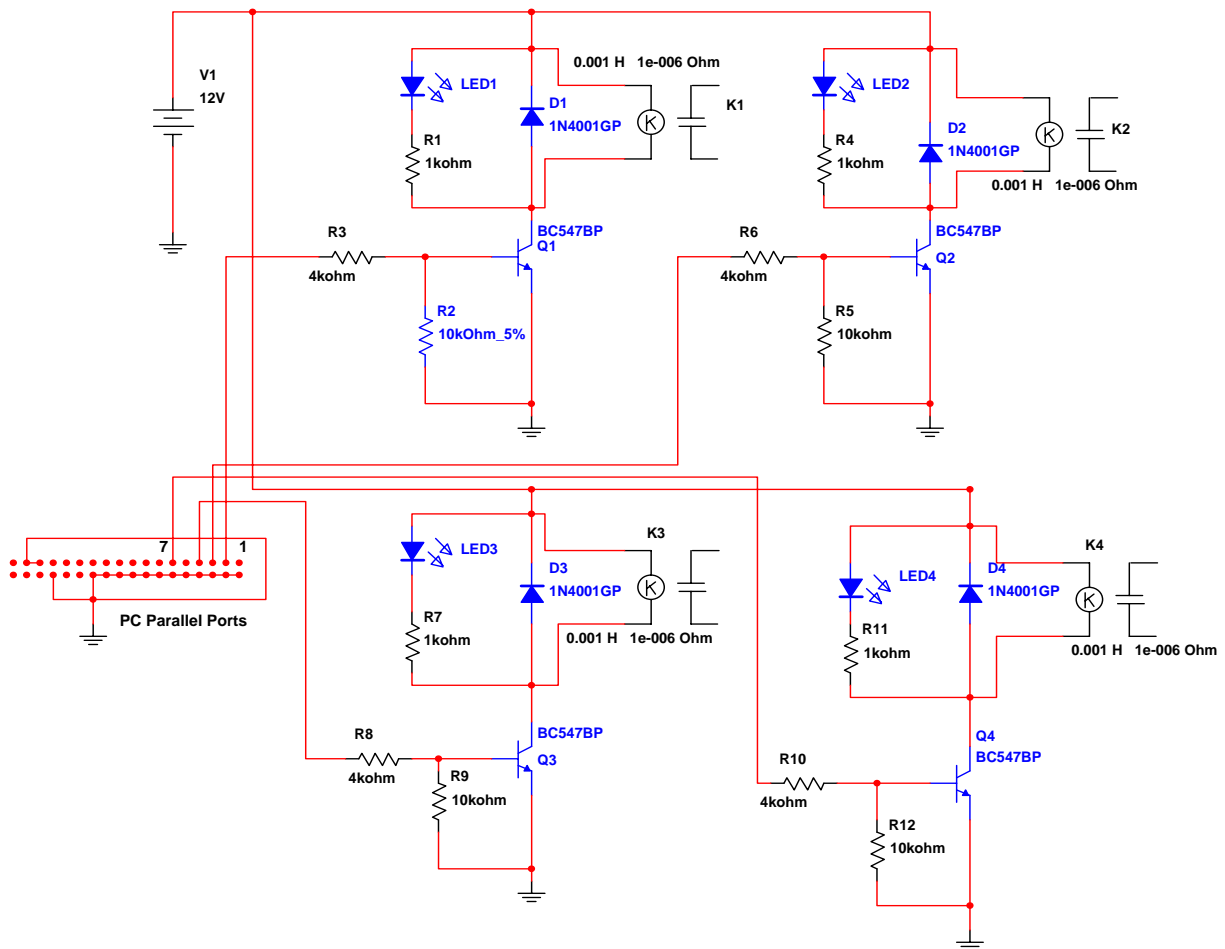 V1
12V
LED1
R1
1kohm
D1
1N4001GP
0.001 H 1e-006 Ohm
K
K1
LED2
R4
1kohm
D2
1N4001GP
K
K2
0.001 H 1e-006 Ohm
R3
4kohm
BC547BP
Q1
R2
10kOhm_5%
R6
4kohm
BC547BP
Q2
R5
10kohm
7
1
PC Parallel Ports
LED3
R7
1kohm
D3
1N4001GP
K3
K
0.001 H 1e-006 Ohm
LED4
R11
1kohm
D4
1N4001GP
K4
K
0.001 H 1e-006 Ohm
R8
4kohm
BC547BP
Q3
R9
10kohm
R10
4kohm
Q4
BC547BP
R12
10kohm